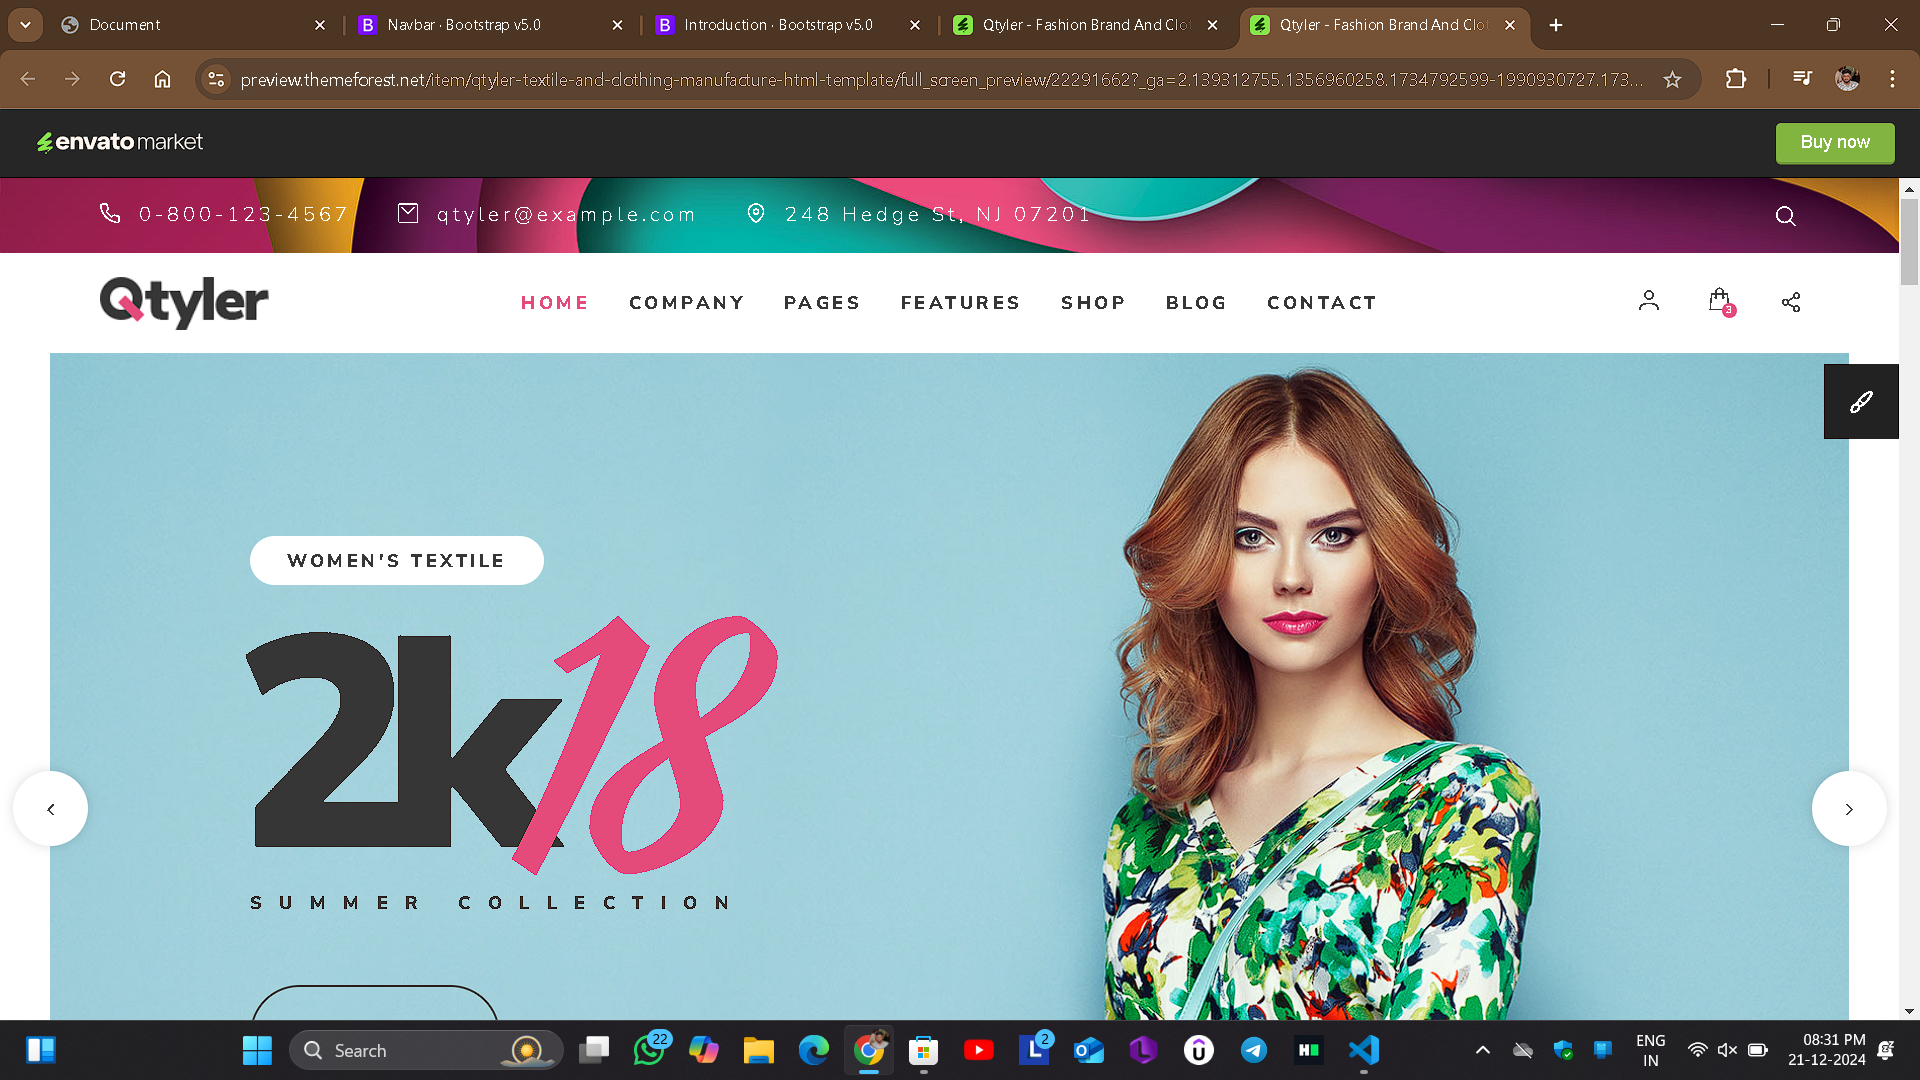 Document
Navbar · Bootstrap v5.0
Introduction · Bootstrap v5.0
Qtyler - Fashion Brand And Clot
Qtyler - Fashion Brand And Clot
preview.themeforest.net/item/qtyler-textile-and-clothing-manufacture-html-template/full_screen_preview/22291662?_ga=2.139312755.1356960258.1734792599-1990930727.173...
envato market
Buy now
0-800-123-4567
qtyler@example.com
248 Hedge St, NJ 07201
Qtyler
HOME
COMPANY
PAGES
FEATURES
SHOP
BLOG
CONTACT
3
WOMEN'S TEXTILE
2k18
SUMMER COLLECTION
Search
22
2
ENG
IN
08:31 PM
21-12-2024